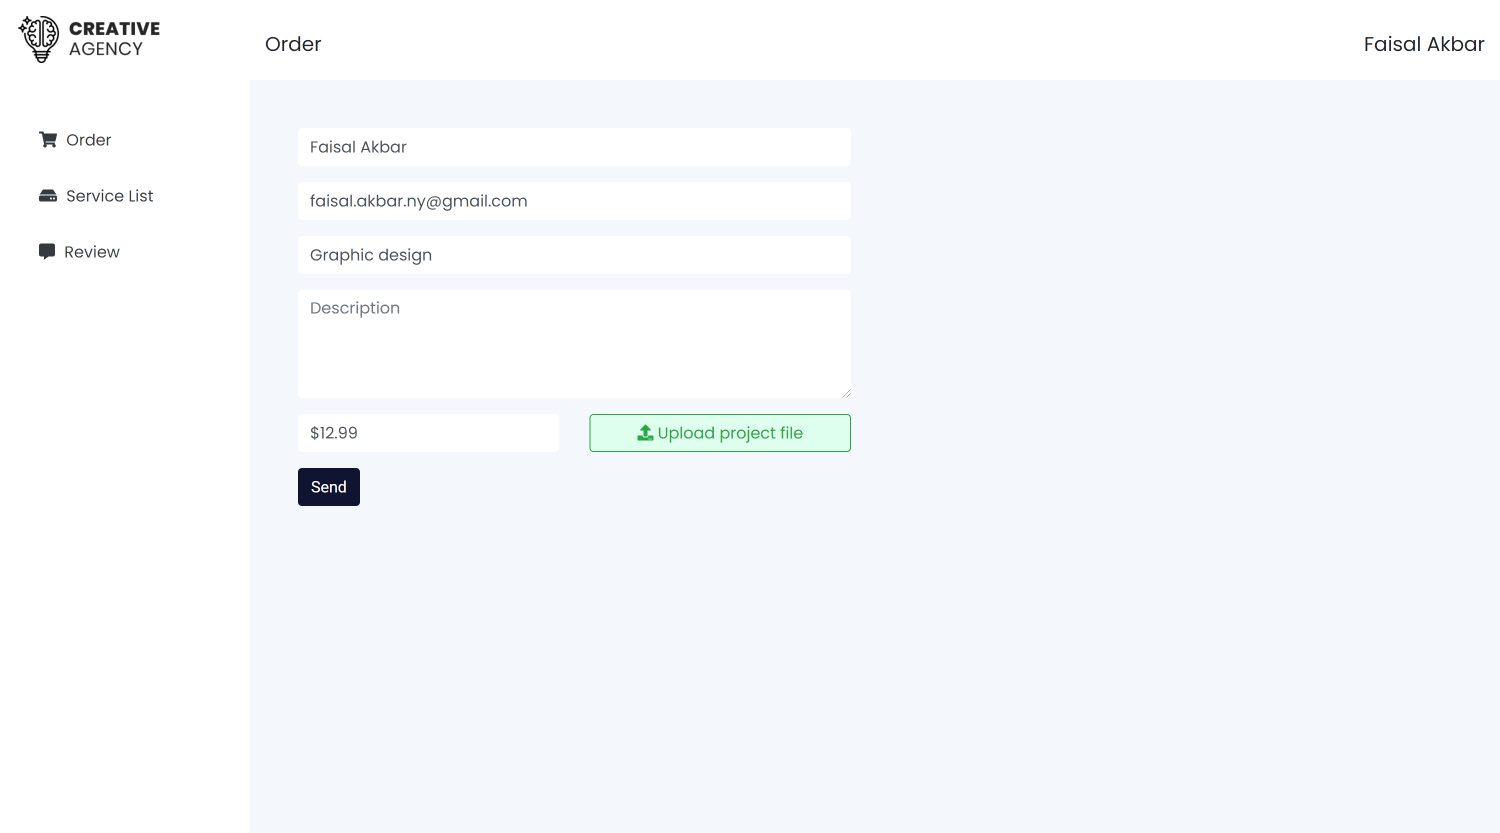 CREATIVE
AGENCY
Order
Faisal Akbar
Order
Service List
Review
Faisal Akbar
faisal.akbar.ny@gmail.com
Graphic design
Description
$12.99
Upload project file
Send